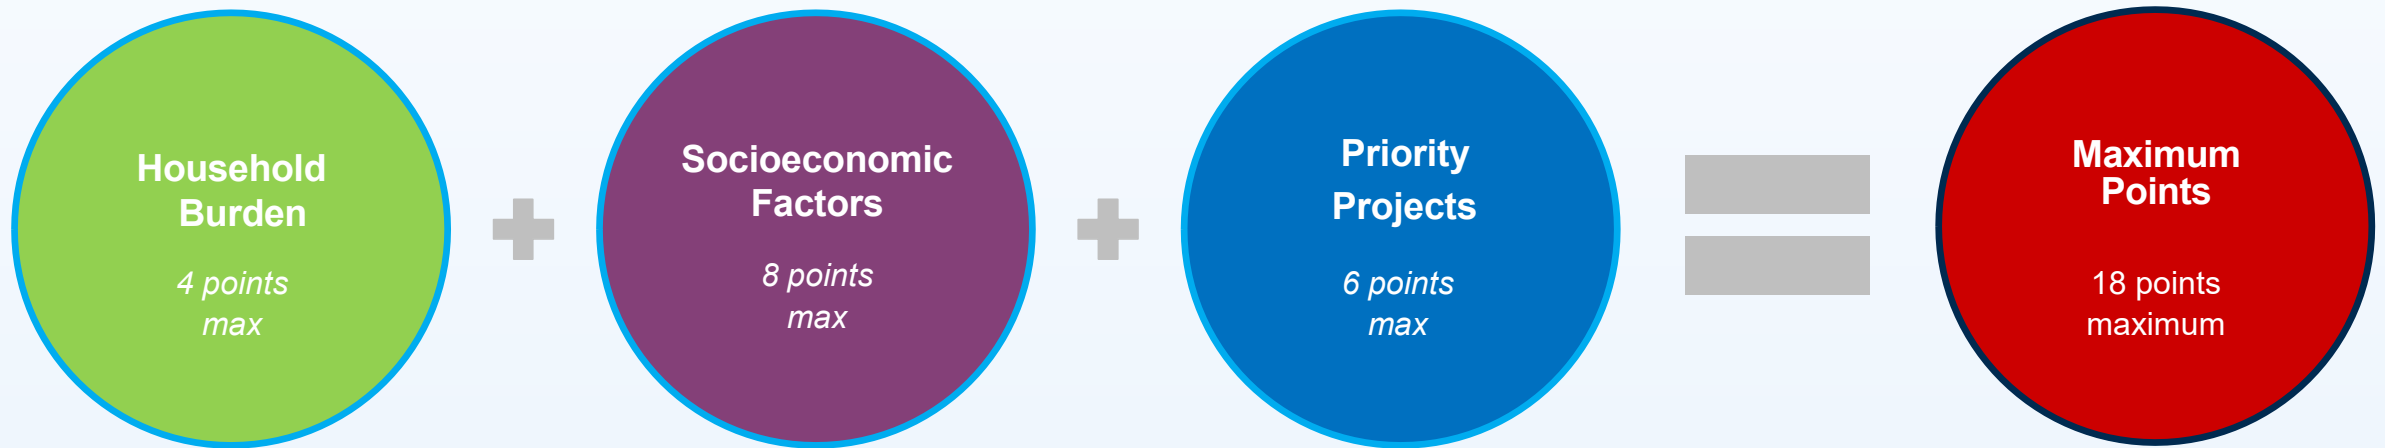 Household
Burden
4 points
max
Socioeconomic
Factors
8 points
max
Priority
Projects
6 points
max
Maximum
Points
18 points
maximum